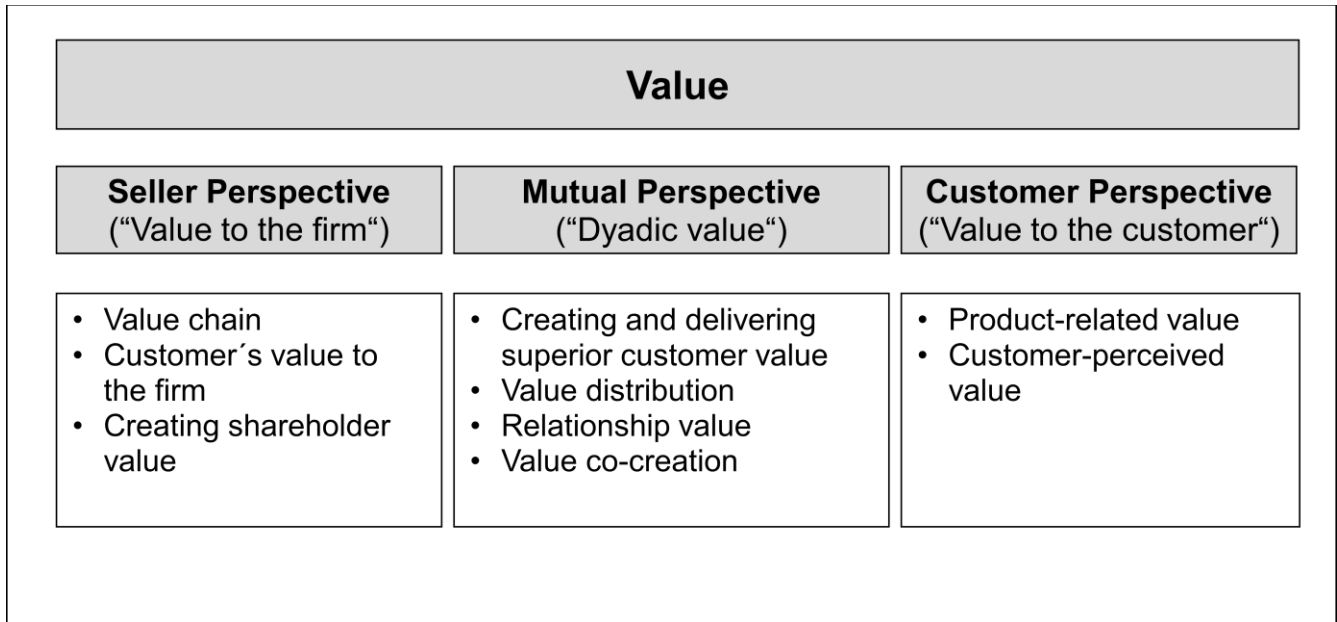 Value
Seller Perspective
(“Value to the firm“)
Mutual Perspective
(“Dyadic value“)
Customer Perspective
(“Value to the customer“)
• Value chain
• Customer´s value to
the firm
• Creating shareholder
value
• Creating and delivering
superior customer value
• Value distribution
• Relationship value
• Value co-creation
• Product-related value
• Customer-perceived
value